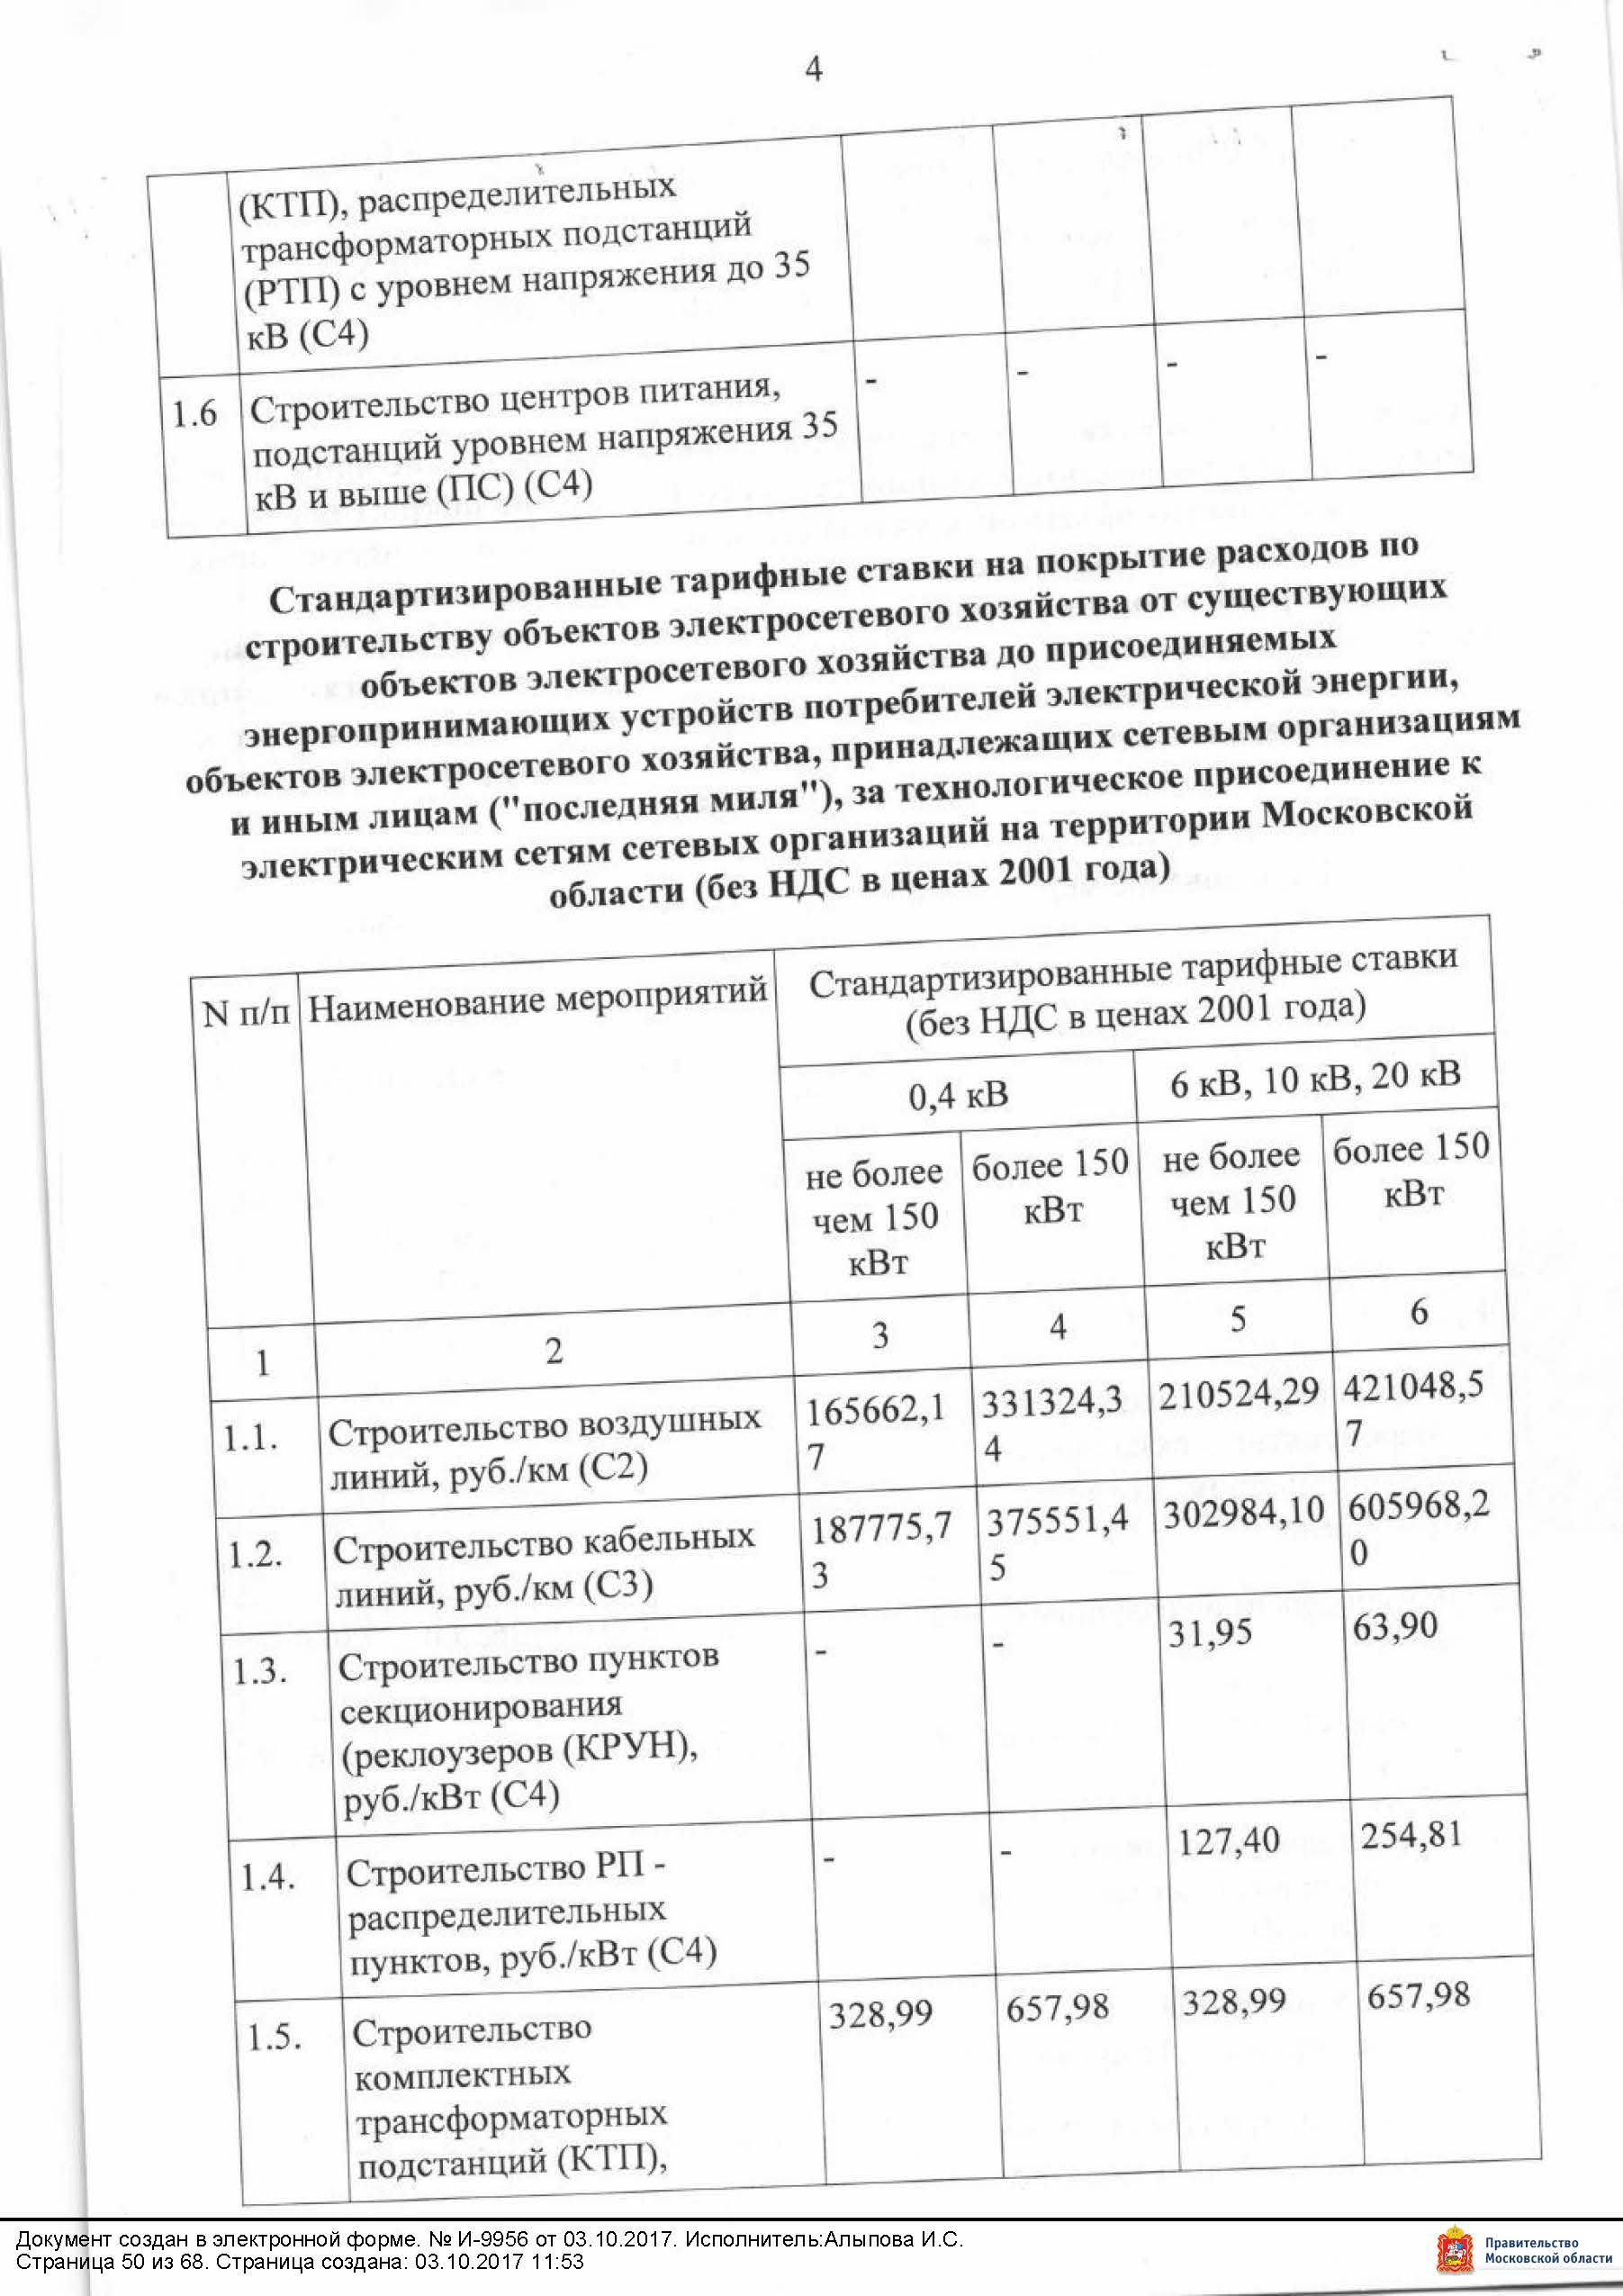 4
(КТП), распределительных
трансформаторных подстанций
(РТП) с уровнем напряжения до 35
кВ (С4)
1.6 Строительство центров питания, - - - -
подстанций уровнем напряжения 35
кВ и выше (ПС) (С4)
Стандартизированные тарифные ставки на покрытие расходов по
строительству объектов электросетевого хозяйства от существующих
объектов электросетевого хозяйства до присоединяемых
энергопринимающих устройств потребителей электрической энергии,
объектов электросетевого хозяйства, принадлежащих сетевым организациям
и иным лицам ("последняя миля"), за технологическое присоединение к
электрическим сетям сетевых организаций на территории Московской
области (без НДС в ценах 2001 года)
N п/п Наименование мероприятий Стандартизированные тарифные ставки
(без НДС в ценах 2001 года)
0,4 кВ 6 кВ, 10 кВ, 20 кВ
не более более 150 не более более 150
чем 150 кВт чем 150 кВт
кВт кВт
1 2 3 4 5 6
1.1. Строительство воздушных 165662,1 331324,3 210524,29 421048,5
линий, руб./км (С2) 7 4 7
1.2. Строительство кабельных 187775,7 375551,4 302984,10 605968,2
линий, руб./км (С3) 3 5 0
1.3. Строительство пунктов - - 31,95 63,90
секционирования
(реклоузеров (КРУН),
руб./кВт (С4)
1.4. Строительство РП - - - 127,40 254,81
распределительных
пунктов, руб./кВт (С4)
1.5. Строительство 328,99 657,98 328,99 657,98
комплектных
трансформаторных
подстанций (КТП),
Документ создан в электронной форме. № И-9956 от 03.10.2017. Исполнитель:Алыпова И.С.
Страница 50 из 68. Страница создана: 03.10.2017 11:53
Правительство
Московской области